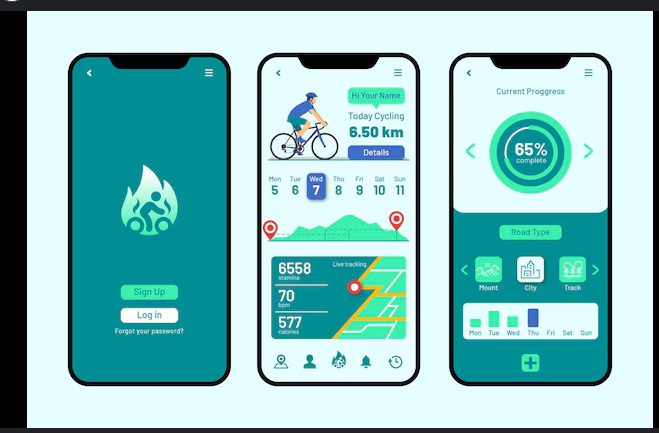 Sign Up
Log in
Forgot your password?
Hi Your Name
Today Cycling
6.50 km
Details
Mon Tue Wed Thu Fri Sat Sun
5 6 7 8 9 10 11
6558
stamina
Live tracking
70
bpm
577
calories
Current Proggress
65%
complete
Road Type
Mount City Track
Mon Tue Wed Thu Fri Sat Sun